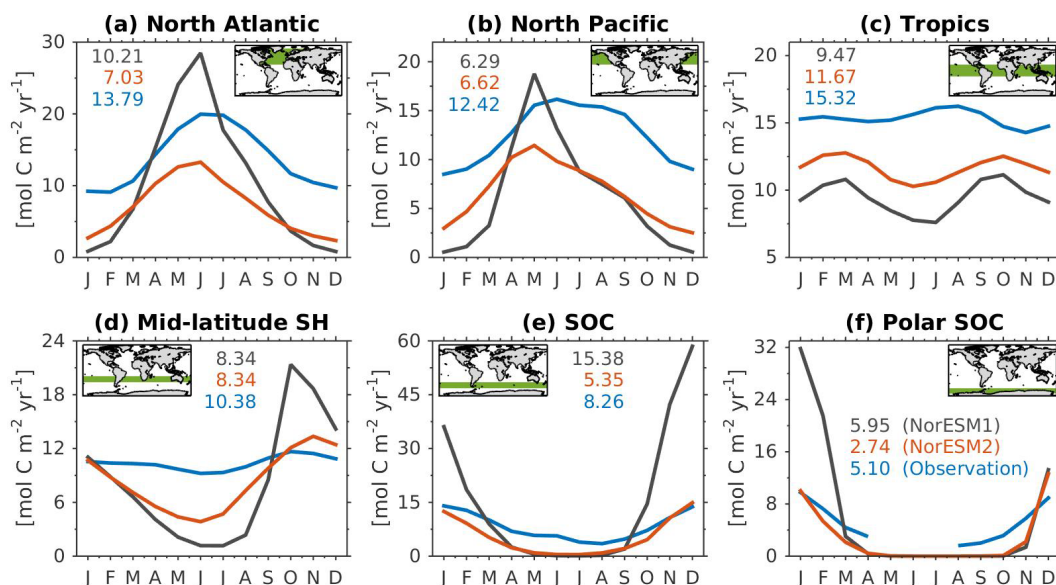 (a) North Atlantic
(b) North Pacific
(c) Tropics
[mol C m⁻² yr⁻¹]
30
20
10
0
10.21
7.03
13.79
J F M A M J J A S O N D
[mol C m⁻² yr⁻¹]
20
15
10
5
0
6.29
6.62
12.42
J F M A M J J A S O N D
[mol C m⁻² yr⁻¹]
20
15
10
5
9.47
11.67
15.32
J F M A M J J A S O N D
(d) Mid-latitude SH
(e) SOC
(f) Polar SOC
[mol C m⁻² yr⁻¹]
24
18
12
6
0
8.34
8.34
10.38
J F M A M J J A S O N D
[mol C m⁻² yr⁻¹]
60
45
30
15
0
15.38
5.35
8.26
J F M A M J J A S O N D
[mol C m⁻² yr⁻¹]
32
24
16
8
0
5.95 (NorESM1)
2.74 (NorESM2)
5.10 (Observation)
J F M A M J J A S O N D